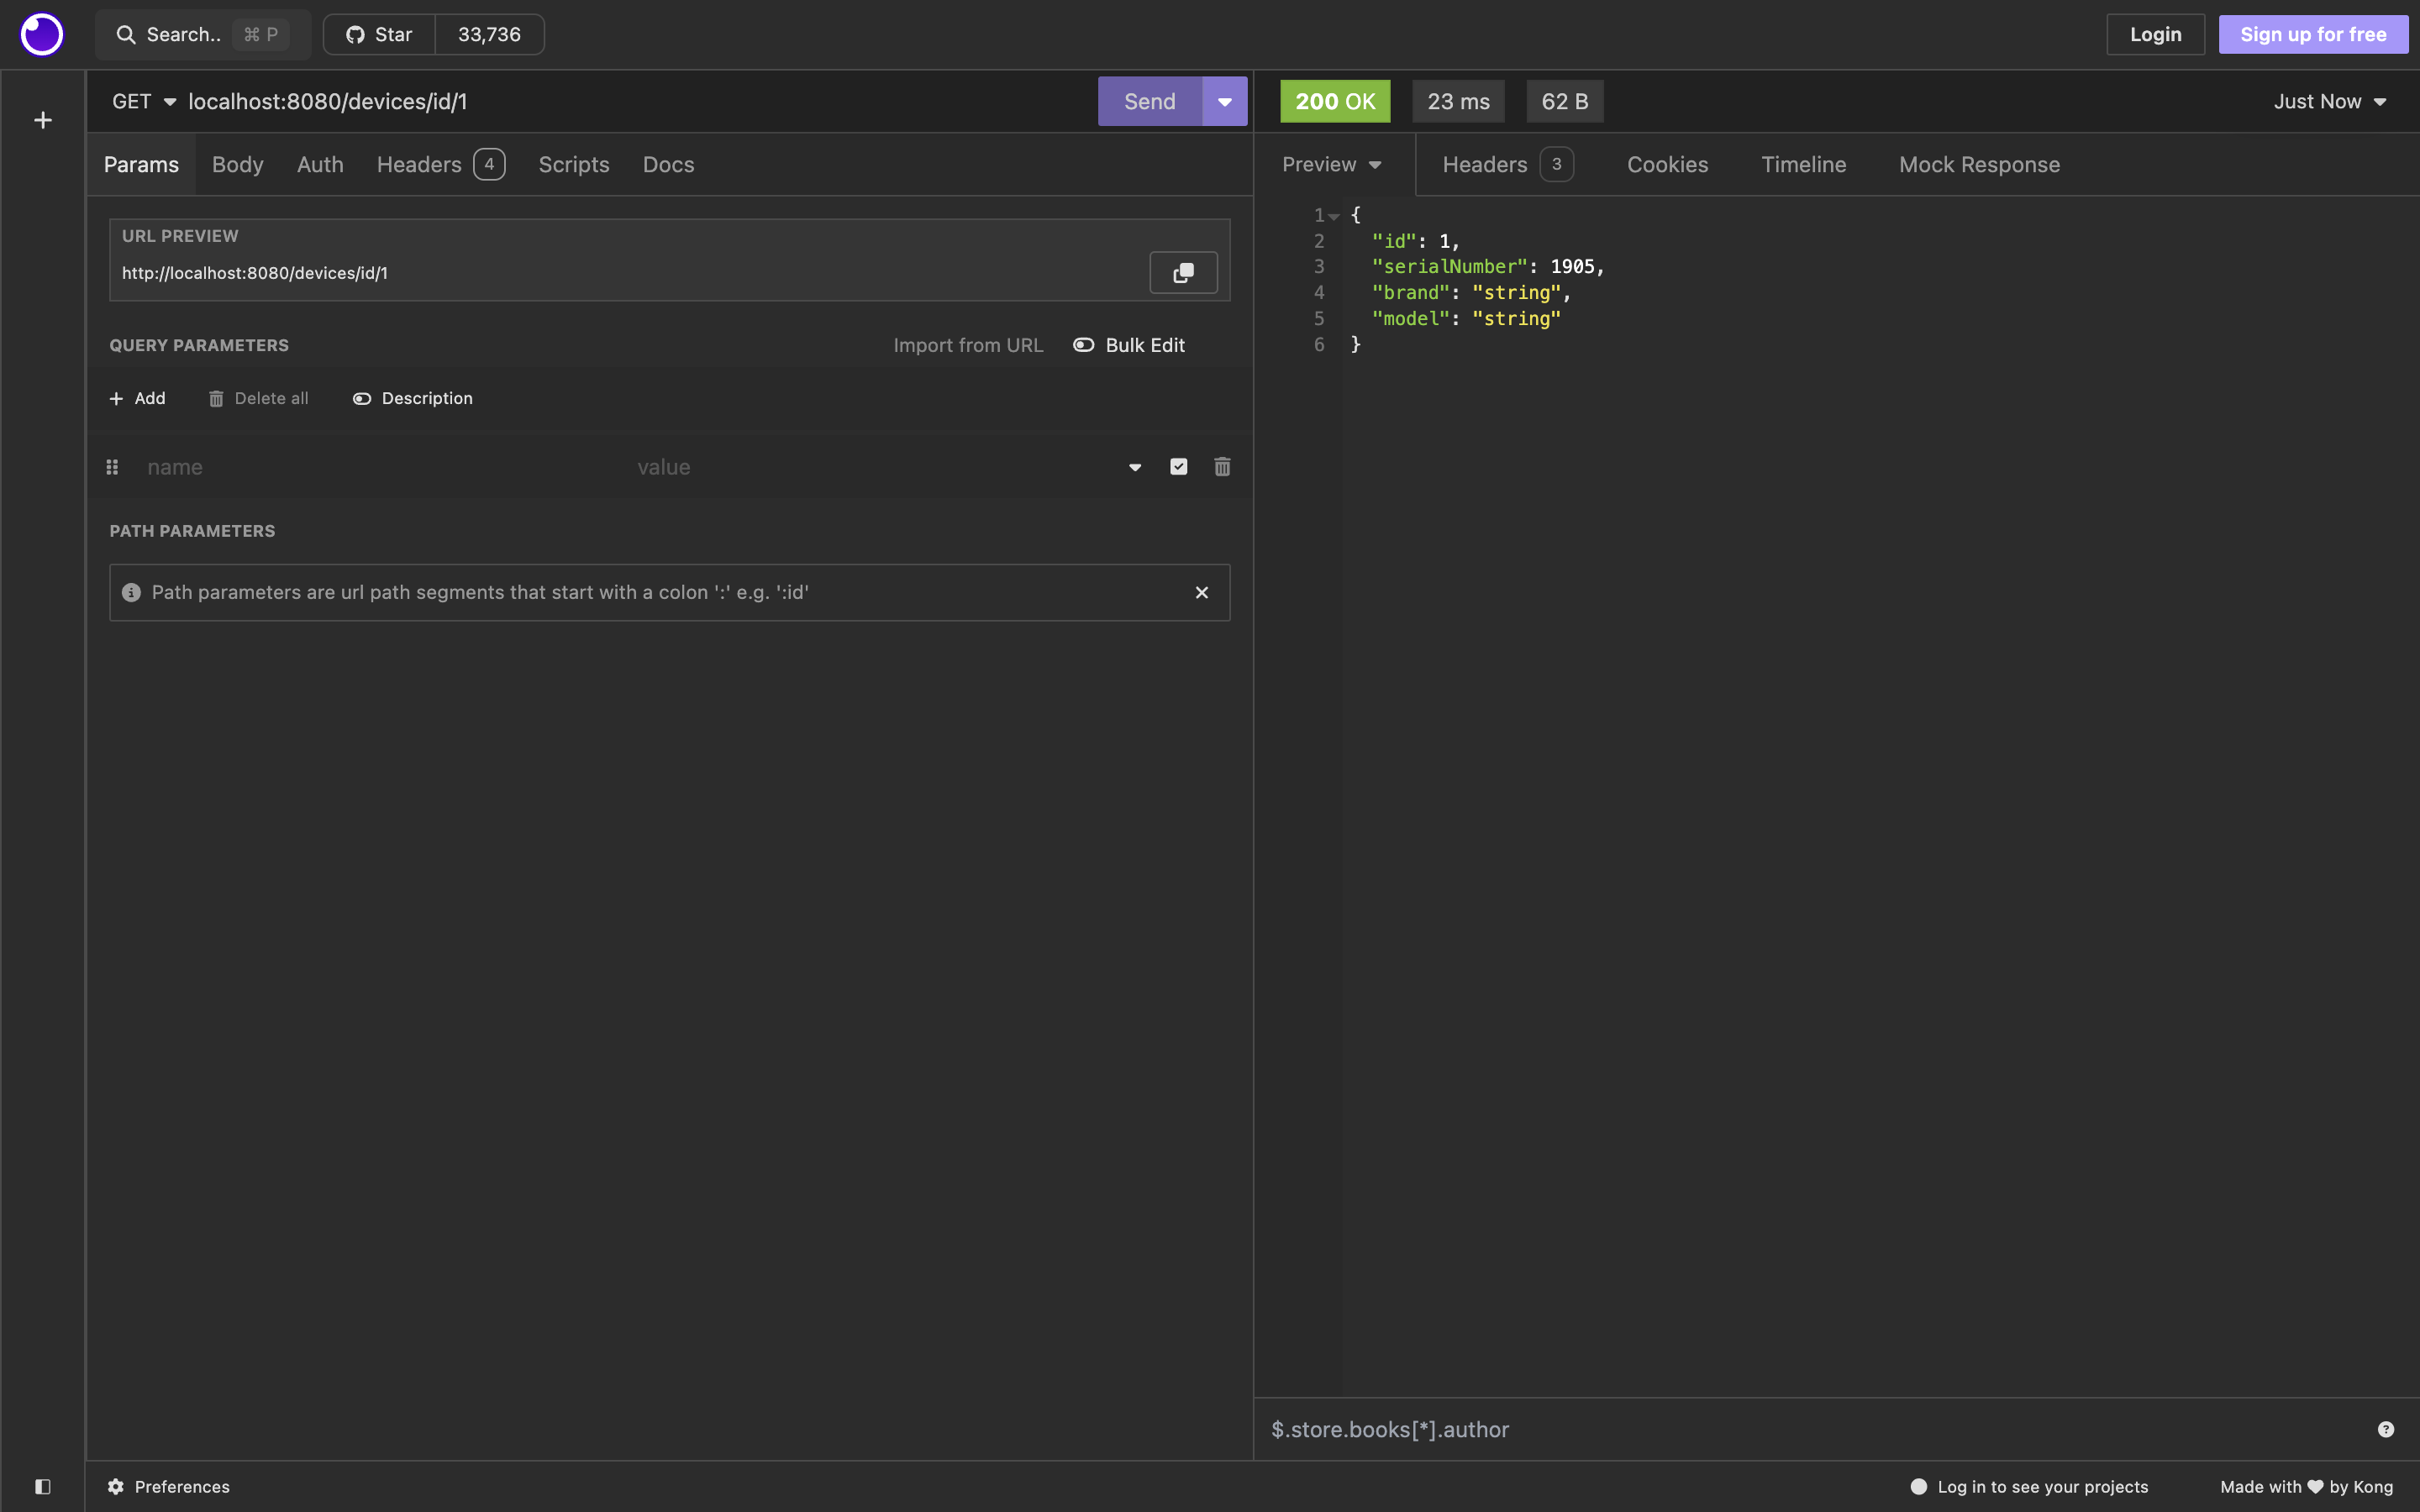 Search.. ⌘ P Star 33,736 Login Sign up for free
GET localhost:8080/devices/id/1 Send
200 OK 23 ms 62 B Just Now
Params Body Auth Headers 4 Scripts Docs
Preview Headers 3 Cookies Timeline Mock Response
URL PREVIEW
http://localhost:8080/devices/id/1
QUERY PARAMETERS Import from URL Bulk Edit
+ Add Delete all Description
name value
PATH PARAMETERS
Path parameters are url path segments that start with a colon ':' e.g. ':id'
1 {
2 "id": 1,
3 "serialNumber": 1905,
4 "brand": "string",
5 "model": "string"
6 }
$.store.books[*].author
Preferences
Log in to see your projects Made with ♥ by Kong